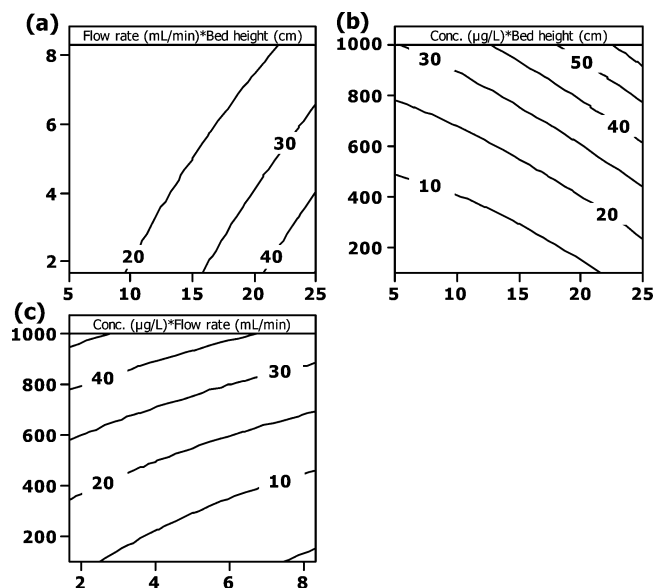 (a)
Flow rate (mL/min)*Bed height (cm)
8
6
4
2
20
30
40
5 10 15 20 25
(b)
Conc. (µg/L)*Bed height (cm)
1000
800
600
400
200
30
50
40
10
20
5 10 15 20 25
(c)
Conc. (µg/L)*Flow rate (mL/min)
1000
800
600
400
200
40
30
20
10
2 4 6 8